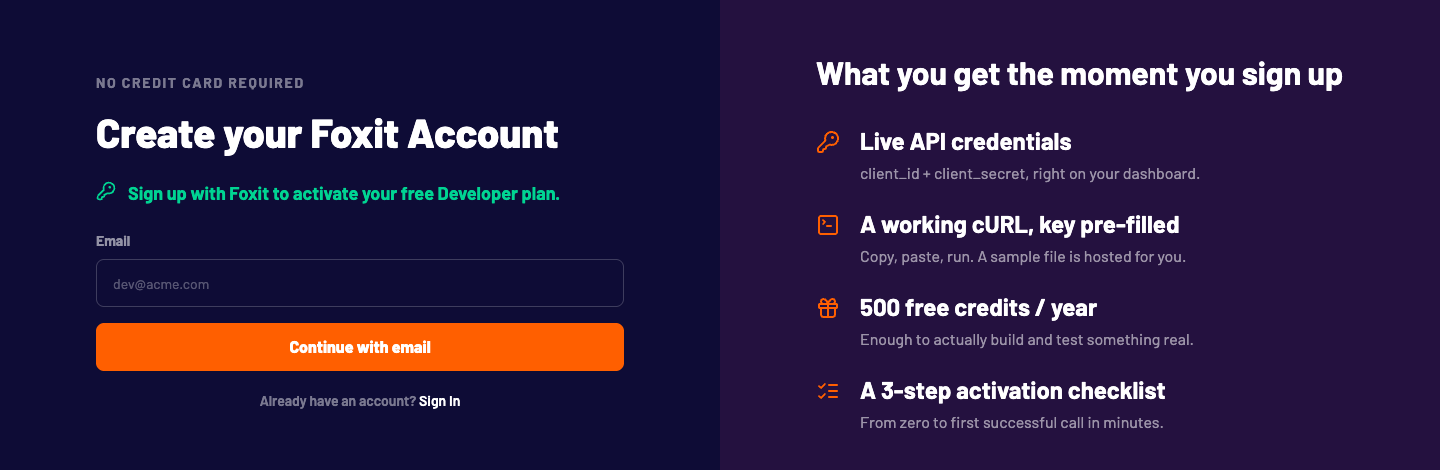 NO CREDIT CARD REQUIRED
Create your Foxit Account
Sign up with Foxit to activate your free Developer plan.
Email
dev@acme.com
Continue with email
Already have an account? Sign In
What you get the moment you sign up
Live API credentials
client_id + client_secret, right on your dashboard.
A working cURL, key pre-filled
Copy, paste, run. A sample file is hosted for you.
500 free credits / year
Enough to actually build and test something real.
A 3-step activation checklist
From zero to first successful call in minutes.